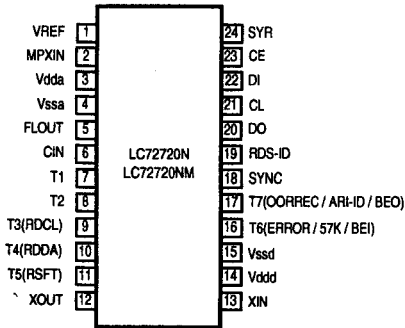 VREF 1
MPXIN 2
Vdda 3
Vssa 4
FLOUT 5
CIN 6
T1 7
T2 8
T3(RDCL) 9
T4(RDDA) 10
T5(RSFT) 11
XOUT 12
LC72720N
LC72720NM
24 SYR
23 CE
22 DI
21 CL
20 DO
19 RDS-ID
18 SYNC
17 T7(OORREC / ARI-ID / BEO)
16 T6(ERROR / 57K / BEI)
15 Vssd
14 Vddd
13 XIN